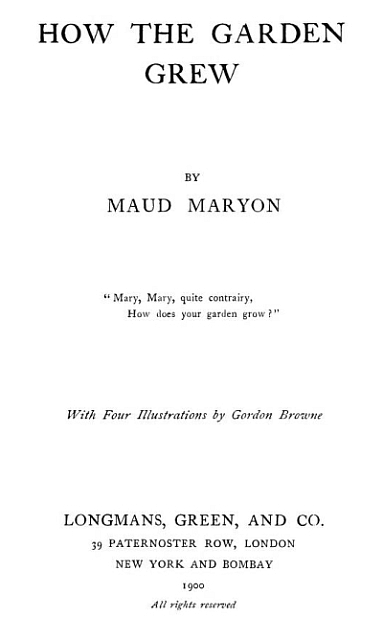 HOW THE GARDEN
GREW
BY
MAUD MARYON
"Mary, Mary, quite contrairy,
How does your garden grow?"
With Four Illustrations by Gordon Browne
LONGMANS, GREEN, AND CO.
39 PATERNOSTER ROW, LONDON
NEW YORK AND BOMBAY
1900
All rights reserved